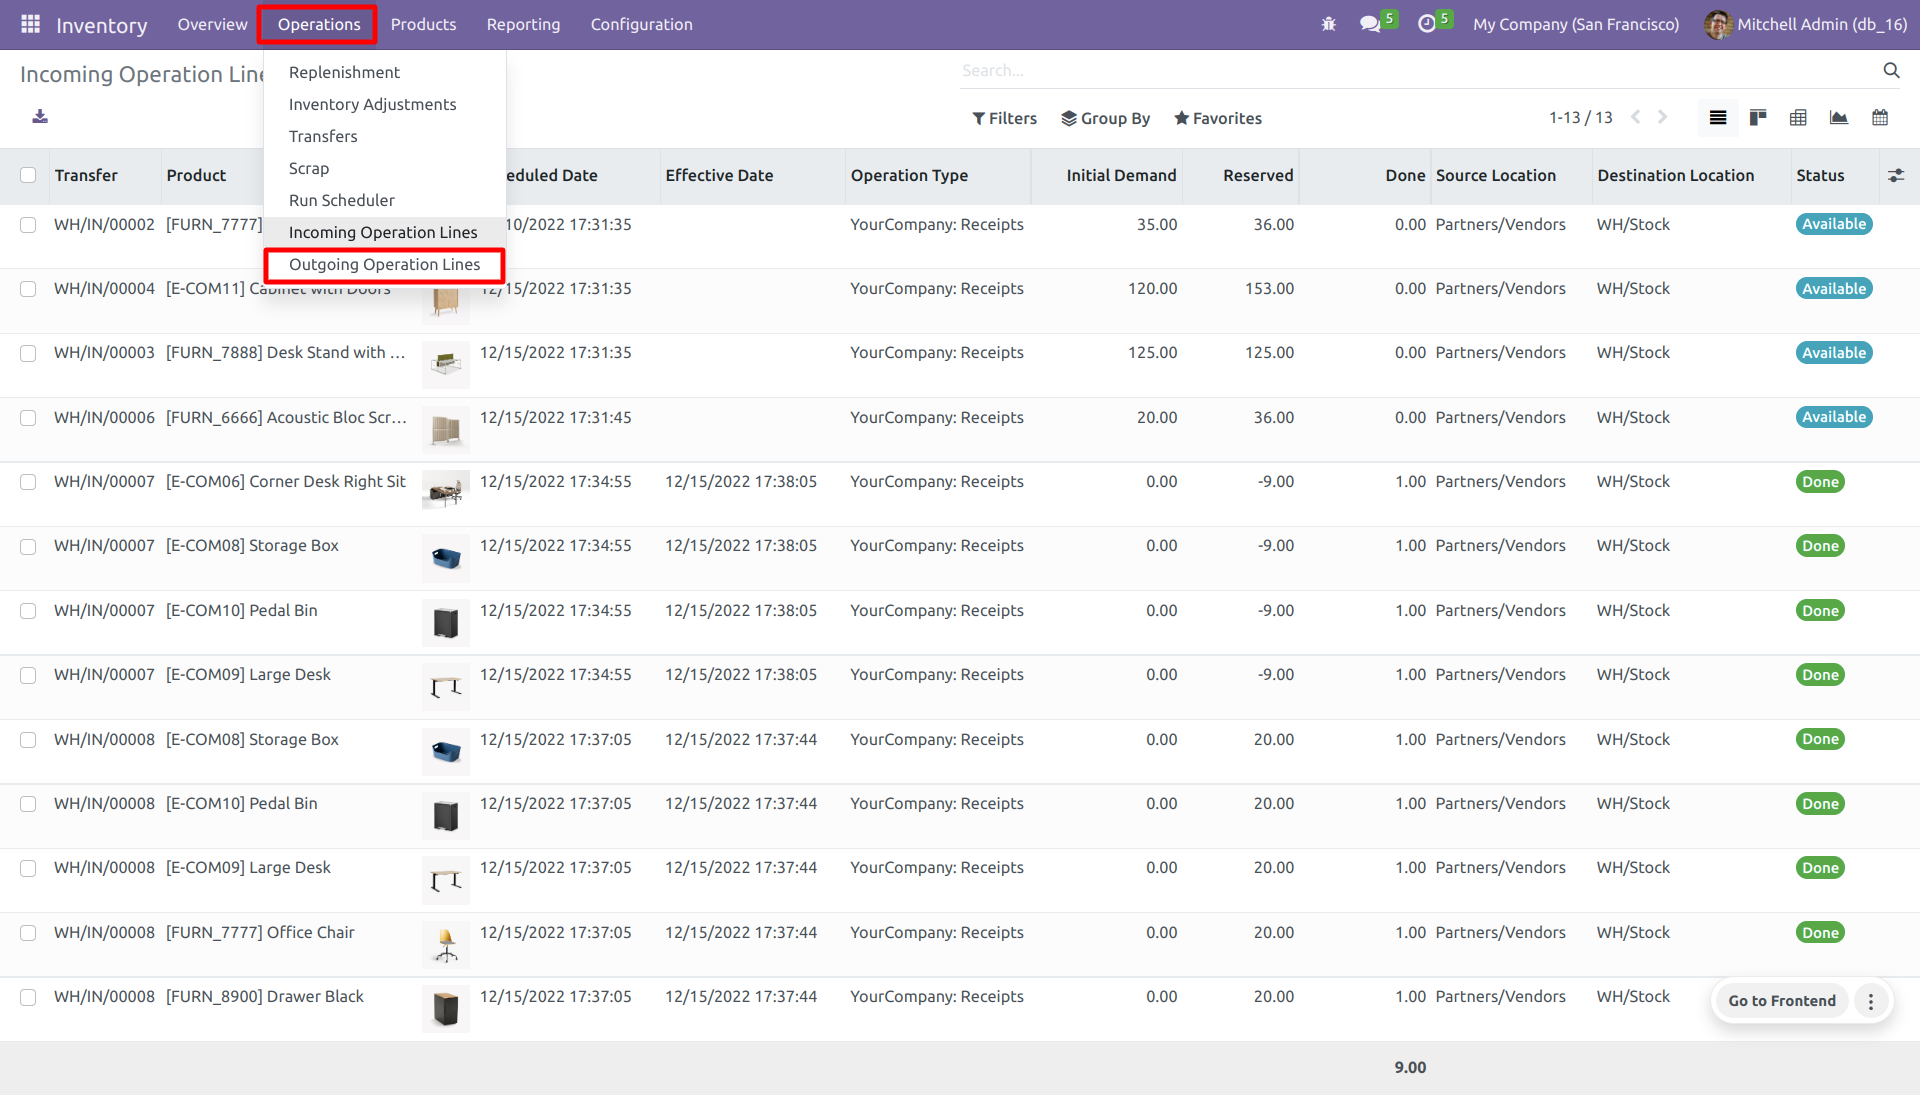 Inventory Overview Operations Products Reporting Configuration 5 5 My Company (San Francisco) Mitchell Admin (db_16)
Incoming Operation Line
Search...
Replenishment
Inventory Adjustments
Transfers
Scrap
Run Scheduler
Incoming Operation Lines
Outgoing Operation Lines
Filters Group By Favorites 1-13 / 13
Transfer Product eduled Date Effective Date Operation Type Initial Demand Reserved Done Source Location Destination Location Status
WH/IN/00002 [FURN_7777] 10/2022 17:31:35 YourCompany: Receipts 35.00 36.00 0.00 Partners/Vendors WH/Stock Available
WH/IN/00004 [E-COM11] Cabinet with Doors 12/15/2022 17:31:35 YourCompany: Receipts 120.00 153.00 0.00 Partners/Vendors WH/Stock Available
WH/IN/00003 [FURN_7888] Desk Stand with ... 12/15/2022 17:31:35 YourCompany: Receipts 125.00 125.00 0.00 Partners/Vendors WH/Stock Available
WH/IN/00006 [FURN_6666] Acoustic Bloc Scr... 12/15/2022 17:31:45 YourCompany: Receipts 20.00 36.00 0.00 Partners/Vendors WH/Stock Available
WH/IN/00007 [E-COM06] Corner Desk Right Sit 12/15/2022 17:34:55 12/15/2022 17:38:05 YourCompany: Receipts 0.00 -9.00 1.00 Partners/Vendors WH/Stock Done
WH/IN/00007 [E-COM08] Storage Box 12/15/2022 17:34:55 12/15/2022 17:38:05 YourCompany: Receipts 0.00 -9.00 1.00 Partners/Vendors WH/Stock Done
WH/IN/00007 [E-COM10] Pedal Bin 12/15/2022 17:34:55 12/15/2022 17:38:05 YourCompany: Receipts 0.00 -9.00 1.00 Partners/Vendors WH/Stock Done
WH/IN/00007 [E-COM09] Large Desk 12/15/2022 17:34:55 12/15/2022 17:38:05 YourCompany: Receipts 0.00 -9.00 1.00 Partners/Vendors WH/Stock Done
WH/IN/00008 [E-COM08] Storage Box 12/15/2022 17:37:05 12/15/2022 17:37:44 YourCompany: Receipts 0.00 20.00 1.00 Partners/Vendors WH/Stock Done
WH/IN/00008 [E-COM10] Pedal Bin 12/15/2022 17:37:05 12/15/2022 17:37:44 YourCompany: Receipts 0.00 20.00 1.00 Partners/Vendors WH/Stock Done
WH/IN/00008 [E-COM09] Large Desk 12/15/2022 17:37:05 12/15/2022 17:37:44 YourCompany: Receipts 0.00 20.00 1.00 Partners/Vendors WH/Stock Done
WH/IN/00008 [FURN_7777] Office Chair 12/15/2022 17:37:05 12/15/2022 17:37:44 YourCompany: Receipts 0.00 20.00 1.00 Partners/Vendors WH/Stock Done
WH/IN/00008 [FURN_8900] Drawer Black 12/15/2022 17:37:05 12/15/2022 17:37:44 YourCompany: Receipts 0.00 20.00 1.00 Partners/Vendors WH/Stock
Go to Frontend
9.00